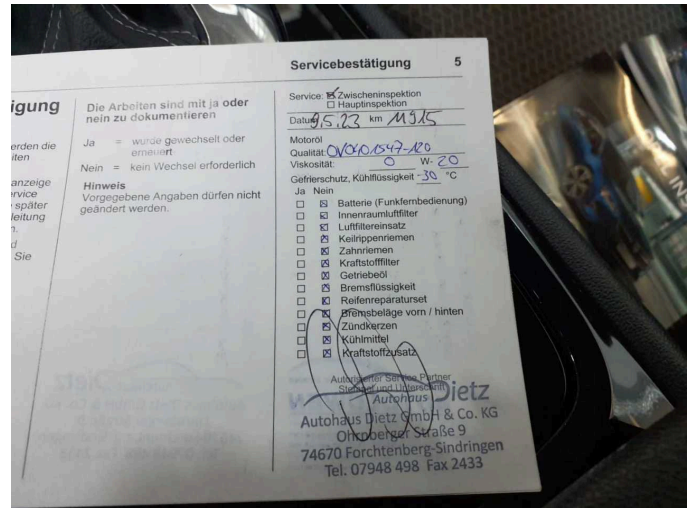 Servicebestätigung 5
igung
erden die
iten
anzeige
ervice
später
leitung
n.
d
Sie
Die Arbeiten sind mit ja oder
nein zu dokumentieren
Ja = wurde gewechselt oder
erneuert
Nein = kein Wechsel erforderlich
Hinweis
Vorgegebene Angaben dürfen nicht
geändert werden.
Service: ☒ Zwischeninspektion
☐ Hauptinspektion
Datum 9.5.23 km 11915
Motoröl
Qualität: OV0401547-120
Viskosität: 0 W- 20
Gefrierschutz, Kühlflüssigkeit -30 °C
Ja Nein
☐ ☒ Batterie (Funkfernbedienung)
☐ ☒ Innenraumluftfilter
☐ ☒ Luftfiltereinsatz
☐ ☒ Keilrippenriemen
☐ ☒ Zahnriemen
☐ ☒ Kraftstofffilter
☐ ☒ Getriebeöl
☐ ☒ Bremsflüssigkeit
☐ ☒ Reifenreparaturset
☐ ☒ Bremsbeläge vorn / hinten
☐ ☒ Zündkerzen
☐ ☒ Kühlmittel
☐ ☒ Kraftstoffzusatz
Autorisierter Service Partner
Stempel und Unterschrift
Autohaus Dietz
Autohaus Dietz GmbH & Co. KG
Ohrnberger Straße 9
74670 Forchtenberg-Sindringen
Tel. 07948 498 Fax 2433